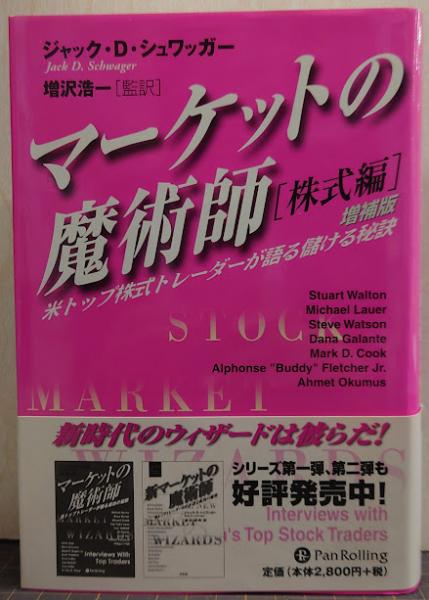 ジャック・D・シュワッガー
Jack D. Schwager
増沢浩一[監訳]
マーケットの
魔術師[株式編]
増補版
米トップ株式トレーダーが語る儲ける秘訣
Stuart Walton
Michael Lauer
Steve Watson
Dana Galante
Mark D. Cook
Alphonse "Buddy" Fletcher Jr.
Ahmet Okumus
STOCK
MARKET
WIZARDS
新時代のウィザードは彼らだ!
マーケットの
魔術師
Interviews With
Top Traders
新マーケットの
魔術師
MARKET
WIZARDS
シリーズ第一弾、第二弾も
好評発売中!
Interviews with
's Top Stock Traders
PanRolling
定価(本体2,800円+税)